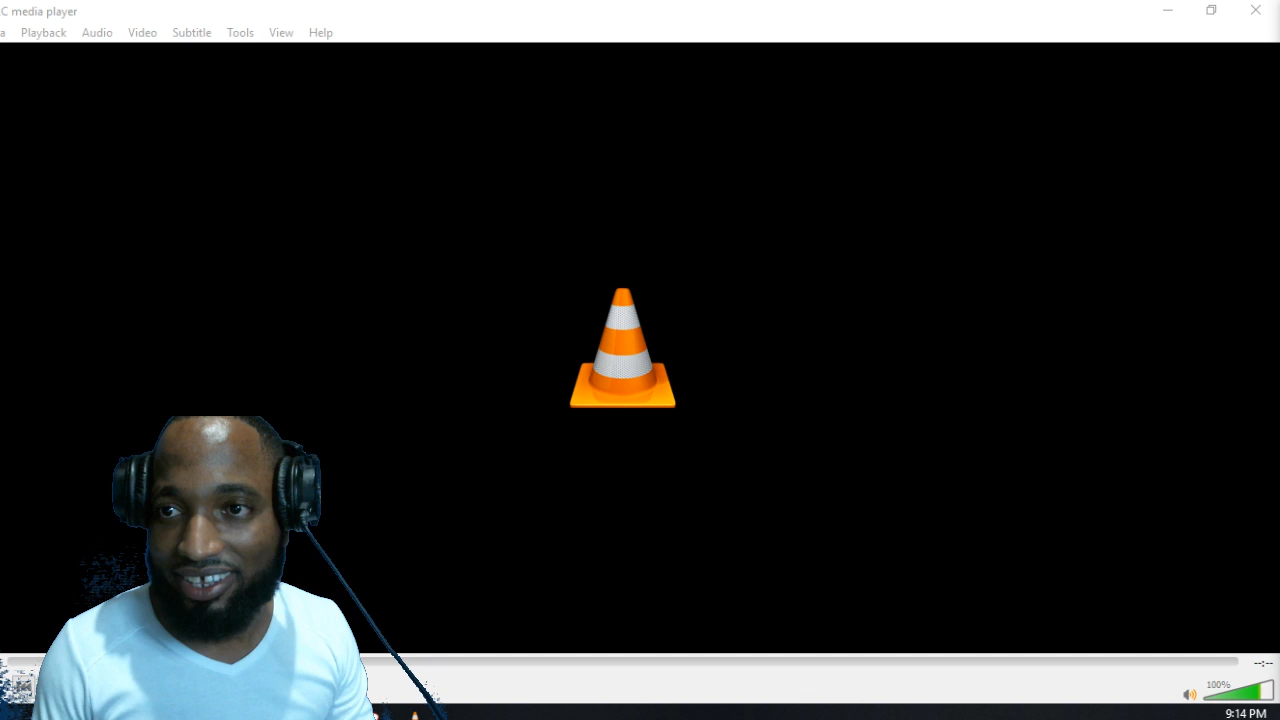 C media player
a Playback Audio Video Subtitle Tools View Help
--:--
100%
9:14 PM